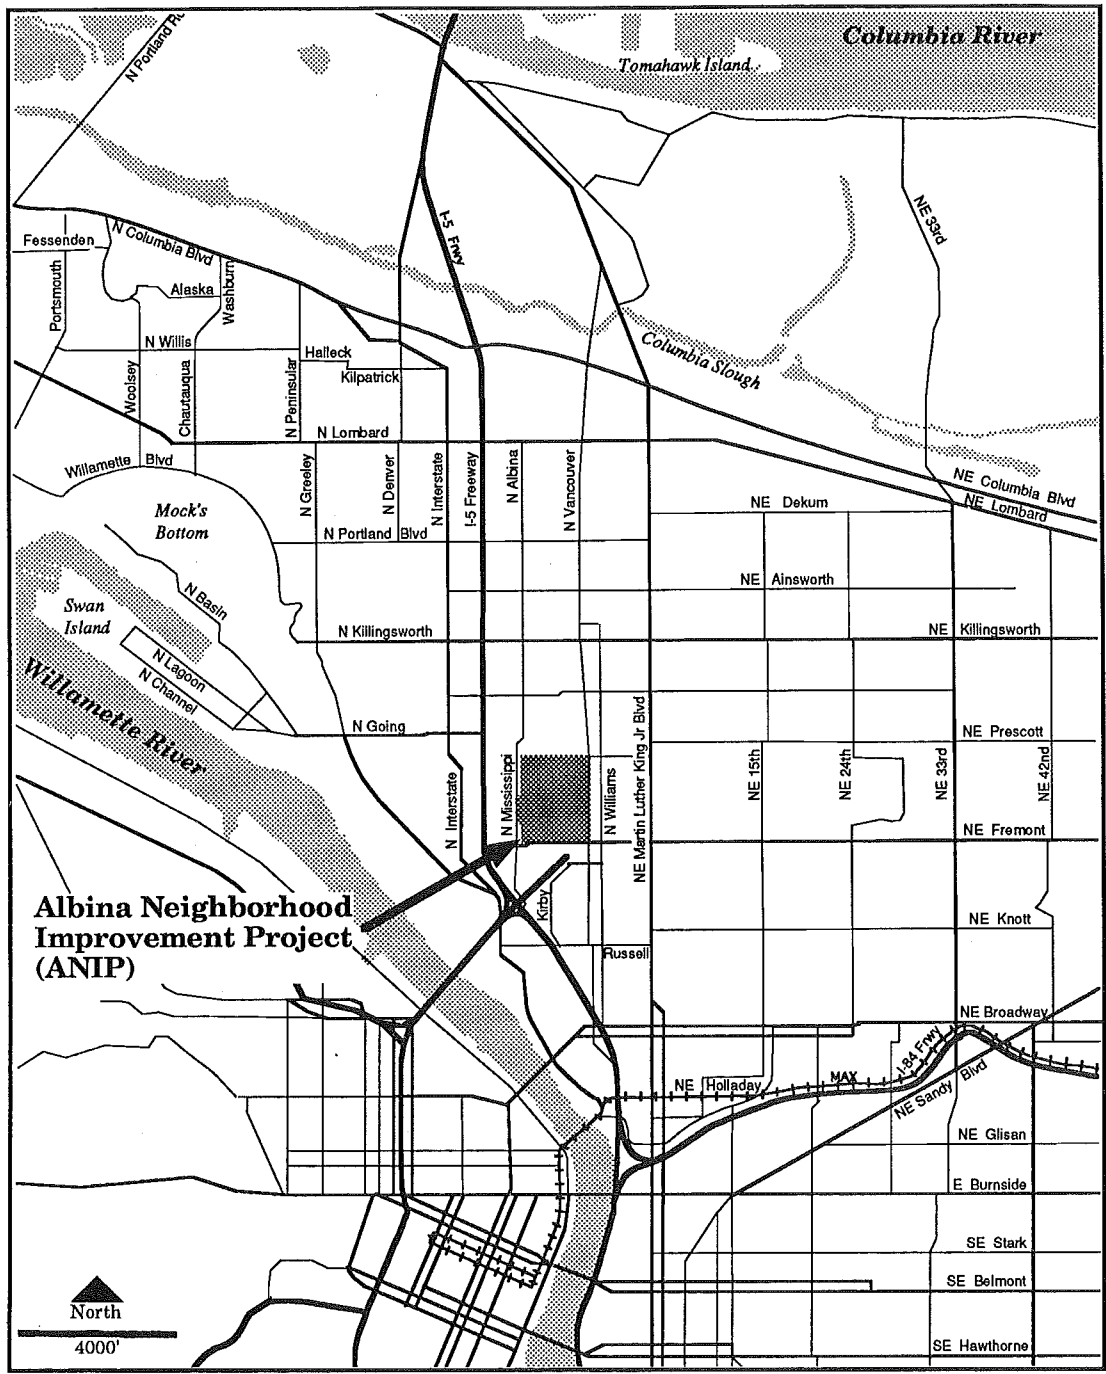 Columbia River
Tomahawk Island
N Portland R
I-5 Frwy
NE 33rd
Fessenden
N Columbia Blvd
Portsmouth
Alaska
Washburn
N Willis
Halleck
Kilpatrick
Woolsey
Chautauqua
N Peninsular
Columbia Slough
N Lombard
Willamette Blvd
N Greeley
N Denver
N Interstate
I-5 Freeway
N Albina
N Vancouver
NE Columbia Blvd
NE Lombard
NE Dekum
Mock's
Bottom
N Portland Blvd
NE Ainsworth
N Basin
Swan
Island
N Killingsworth
NE Killingsworth
N Lagoon
N Channel
Willamette River
N Going
NE Prescott
N Interstate
N Mississippi
N Williams
NE Martin Luther King Jr Blvd
NE 15th
NE 24th
NE 33rd
NE 42nd
NE Fremont
Albina Neighborhood
Improvement Project
(ANIP)
Kirby
NE Knott
Russell
NE Broadway
I-84 Frwy
MAX
NE Holladay
NE Sandy Blvd
NE Glisan
E Burnside
SE Stark
SE Belmont
SE Hawthorne
North
4000'